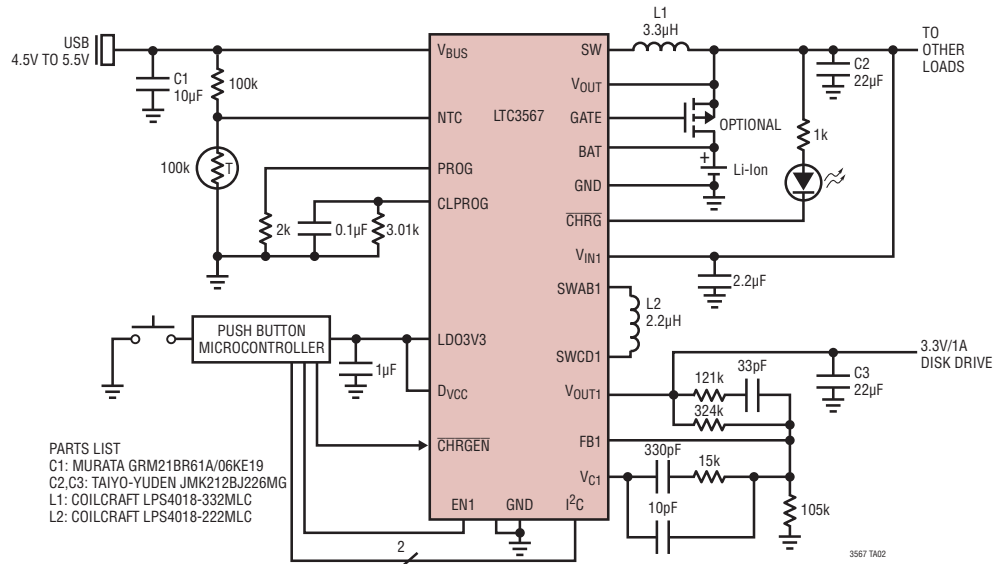 L1
3.3µH
USB
4.5V TO 5.5V
C1
10µF
100k
100k
T
2k
0.1µF
3.01k
VBUS
NTC
PROG
CLPROG
LDO3V3
DVCC
CHRGEN
EN1
GND
I2C
LTC3567
SW
VOUT
GATE
BAT
GND
CHRG
VIN1
SWAB1
SWCD1
VOUT1
FB1
VC1
OPTIONAL
+
Li-Ion
TO
OTHER
LOADS
C2
22µF
1k
2.2µF
L2
2.2µH
3.3V/1A
DISK DRIVE
C3
22µF
121k
33pF
324k
330pF
15k
10pF
105k
PUSH BUTTON
MICROCONTROLLER
1µF
2
PARTS LIST
C1: MURATA GRM21BR61A/06KE19
C2,C3: TAIYO-YUDEN JMK212BJ226MG
L1: COILCRAFT LPS4018-332MLC
L2: COILCRAFT LPS4018-222MLC
3567 TA02